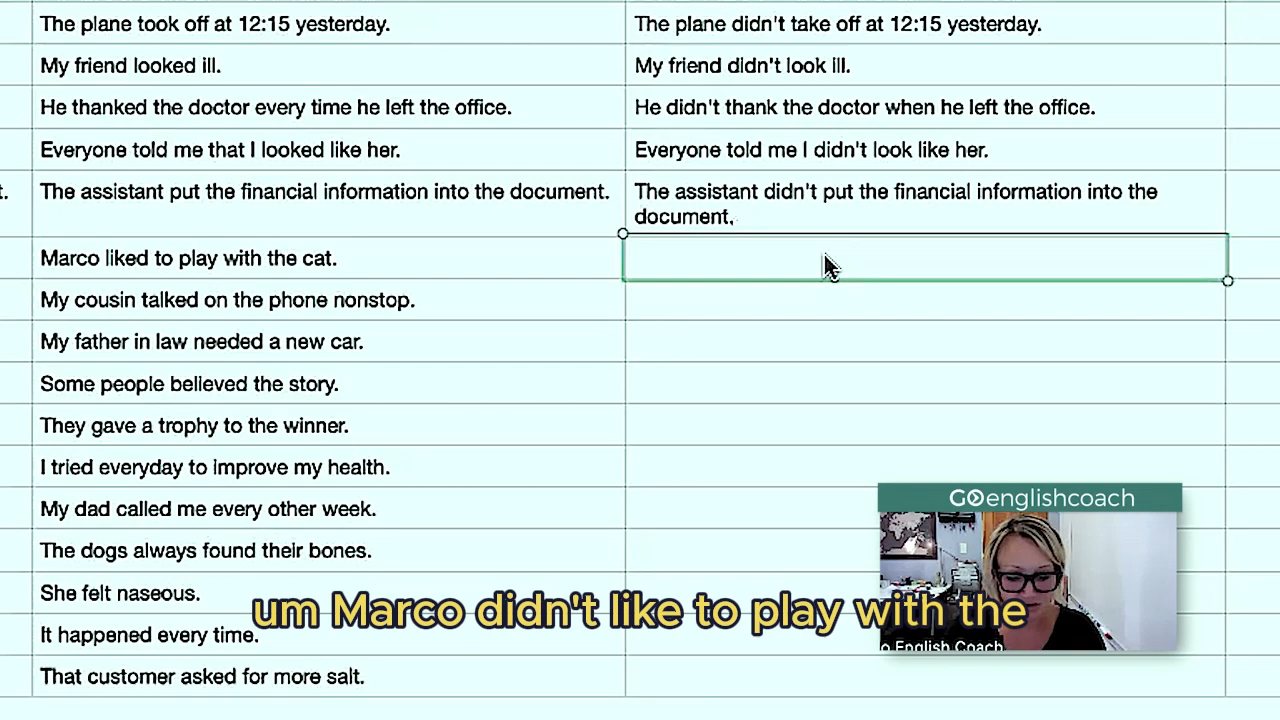 The plane took off at 12:15 yesterday.
The plane didn't take off at 12:15 yesterday.
My friend looked ill.
My friend didn't look ill.
He thanked the doctor every time he left the office.
He didn't thank the doctor when he left the office.
Everyone told me that I looked like her.
Everyone told me I didn't look like her.
t.
The assistant put the financial information into the document.
The assistant didn't put the financial information into the
document.
Marco liked to play with the cat.
My cousin talked on the phone nonstop.
My father in law needed a new car.
Some people believed the story.
They gave a trophy to the winner.
I tried everyday to improve my health.
My dad called me every other week.
GO englishcoach
The dogs always found their bones.
She felt naseous.
um Marco didn't like to play with the
It happened every time.
o English Coach
That customer asked for more salt.